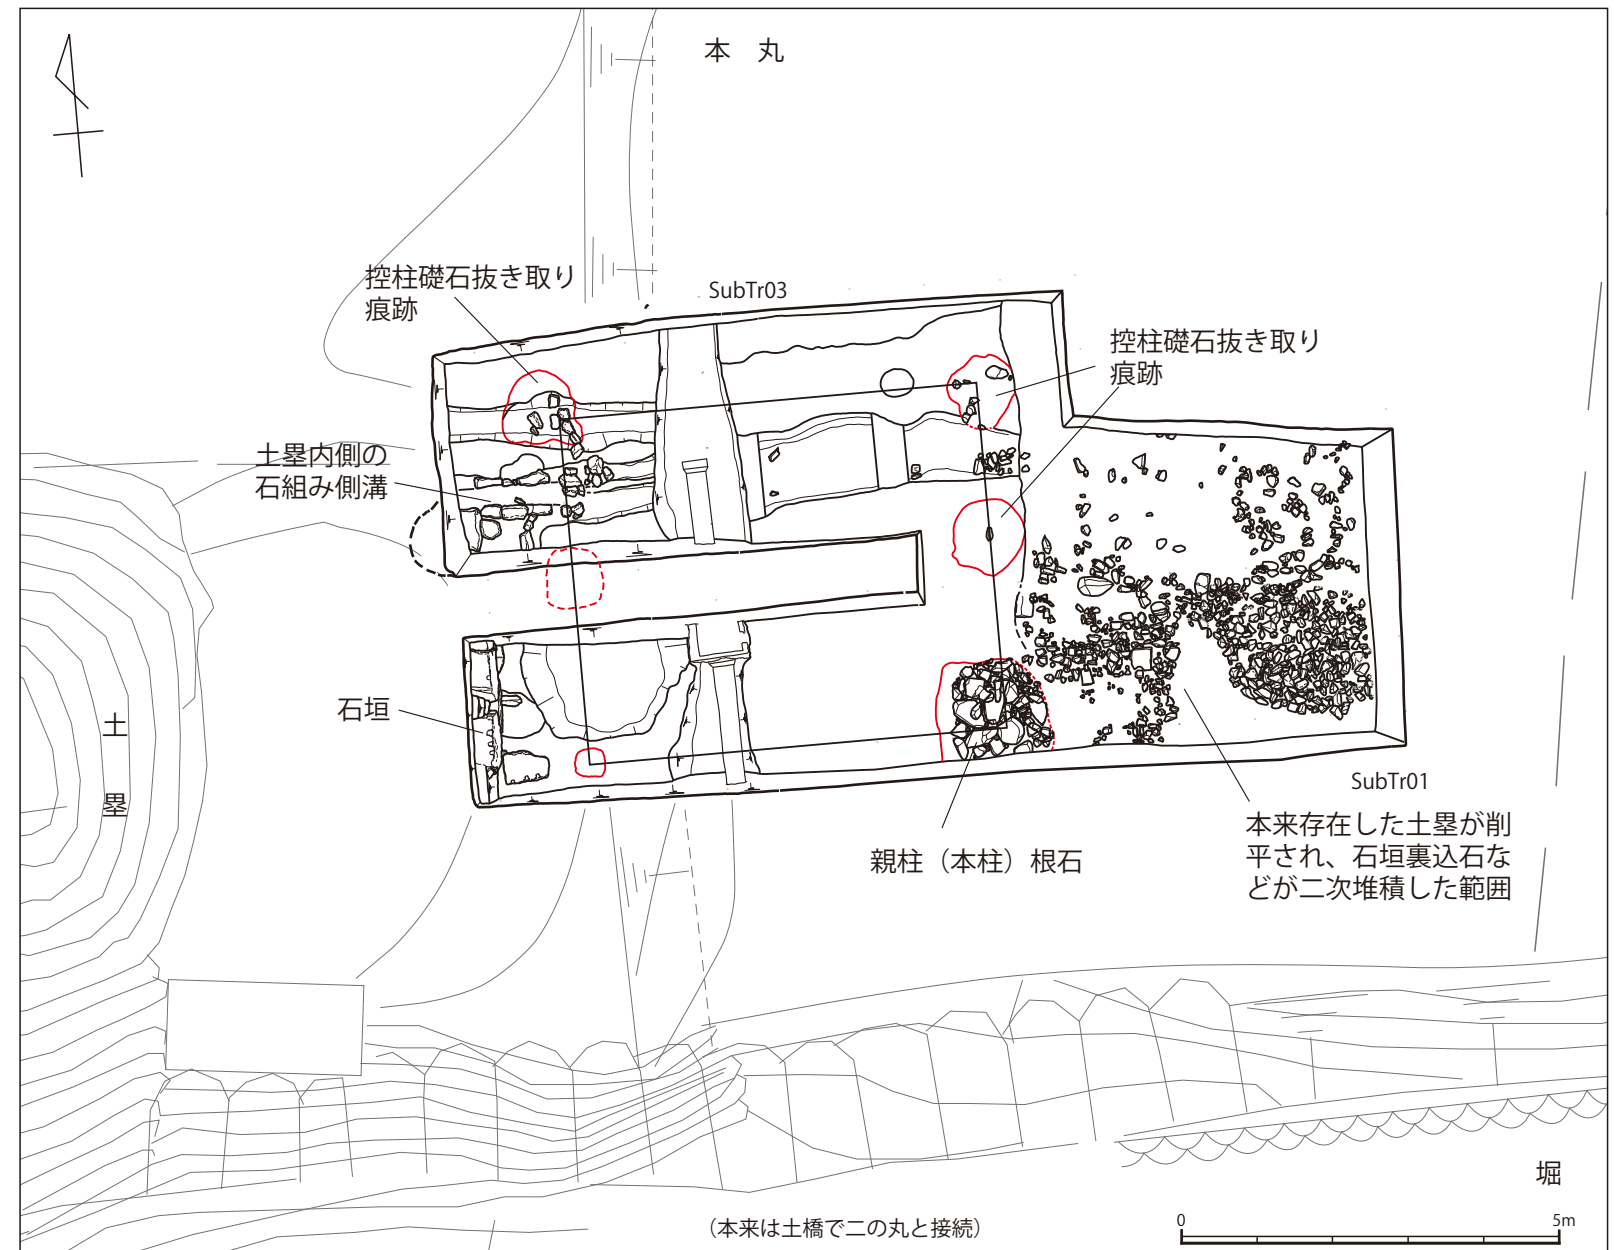 本　丸
控柱礎石抜き取り
痕跡
SubTr03
控柱礎石抜き取り
痕跡
土塁内側の
石組み側溝
石垣
土
塁
SubTr01
本来存在した土塁が削
平され、石垣裏込石な
どが二次堆積した範囲
親柱（本柱）根石
堀
（本来は土橋で二の丸と接続）
0
5m